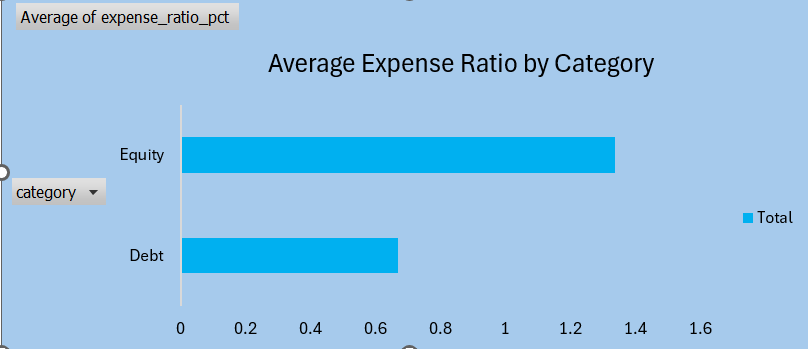 Average of expense_ratio_pct
Average Expense Ratio by Category
Equity
category
Total
Debt
0 0.2 0.4 0.6 0.8 1 1.2 1.4 1.6